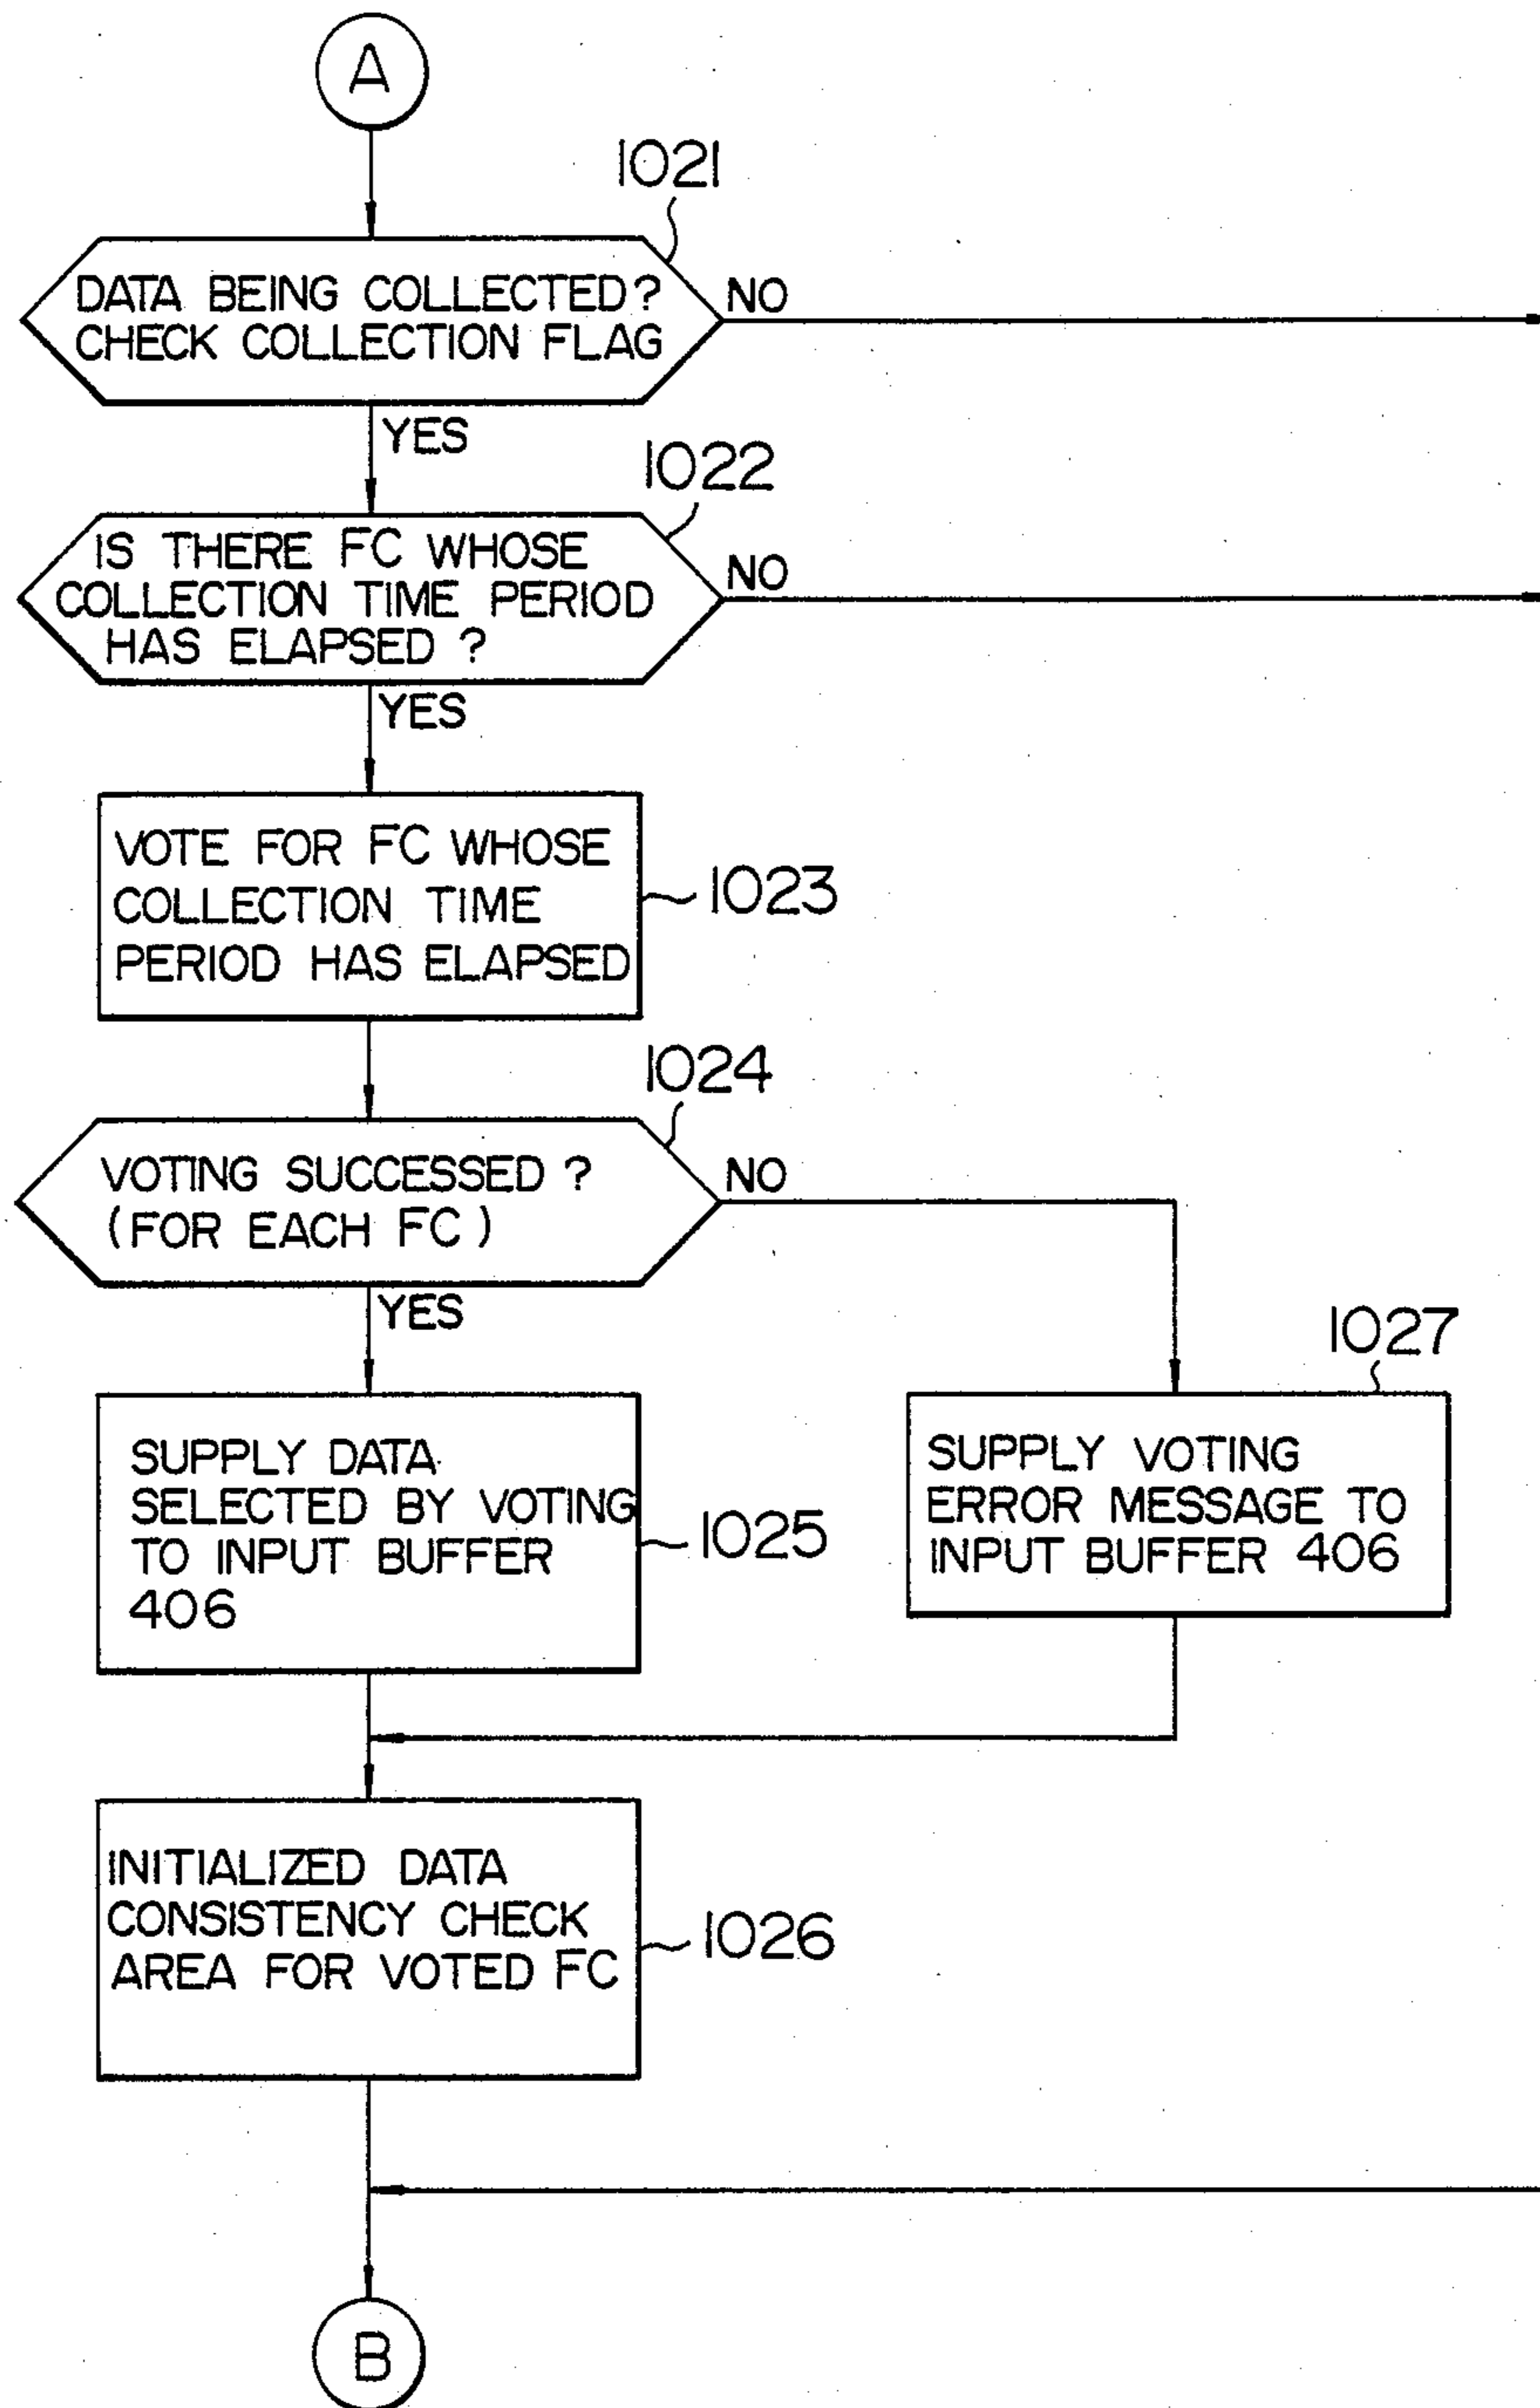 A
1021
DATA BEING COLLECTED?
CHECK COLLECTION FLAG
NO
YES
1022
IS THERE FC WHOSE
COLLECTION TIME PERIOD
HAS ELAPSED ?
NO
YES
VOTE FOR FC WHOSE
COLLECTION TIME
PERIOD HAS ELAPSED
1023
1024
VOTING SUCCESSED ?
(FOR EACH FC)
NO
YES
1027
SUPPLY DATA
SELECTED BY VOTING
TO INPUT BUFFER
406
1025
SUPPLY VOTING
ERROR MESSAGE TO
INPUT BUFFER 406
INITIALIZED DATA
CONSISTENCY CHECK
AREA FOR VOTED FC
1026
B